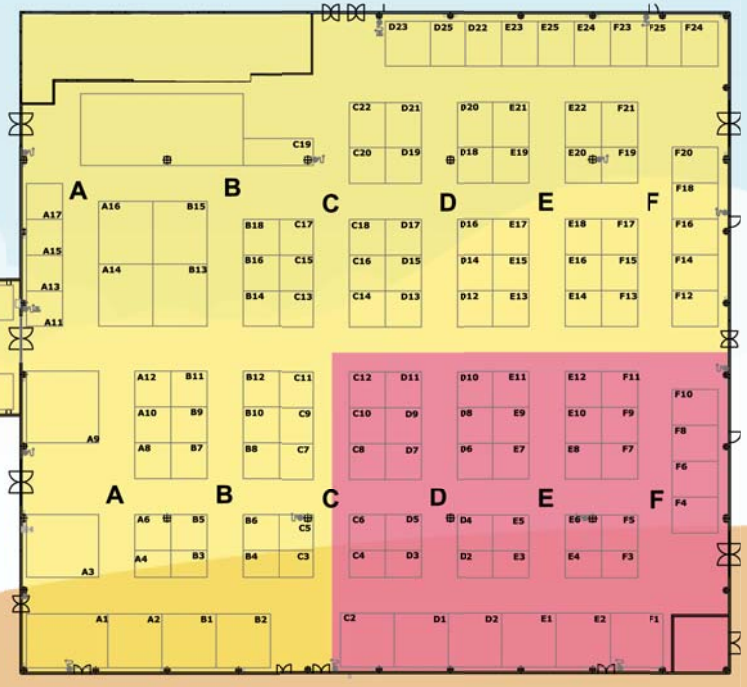 D23 D25 D22 E23 E25 E24 F23 F25 F24
C22 D21 D20 E21 E22 F21
C19
C20 D19 D18 E19 E20 F19 F20
A B C D E F
F18
A17 A16 B15
B18 C17 C18 D17 D16 E17 E18 F17 F16
A15
A14 B13 B16 C15 C16 D15 D14 E15 E16 F15 F14
A13
B14 C13 C14 D13 D12 E13 E14 F13 F12
A11
A12 B11 B12 C11 C12 D11 D10 E11 E12 F11
F10
A10 B9 B10 C9 C10 D9 D8 E9 E10 F9
F8
A9
A8 B7 B8 C7 C8 D7 D6 E7 E8 F7
F6
A B C D E F
F4
A6 B5 B6 C5 C6 D5 D4 E5 E6 F5
A4 B3 B4 C3 C4 D3 D2 E3 E4 F3
A3
A1 A2 B1 B2 C2 D1 D2 E1 E2 F1